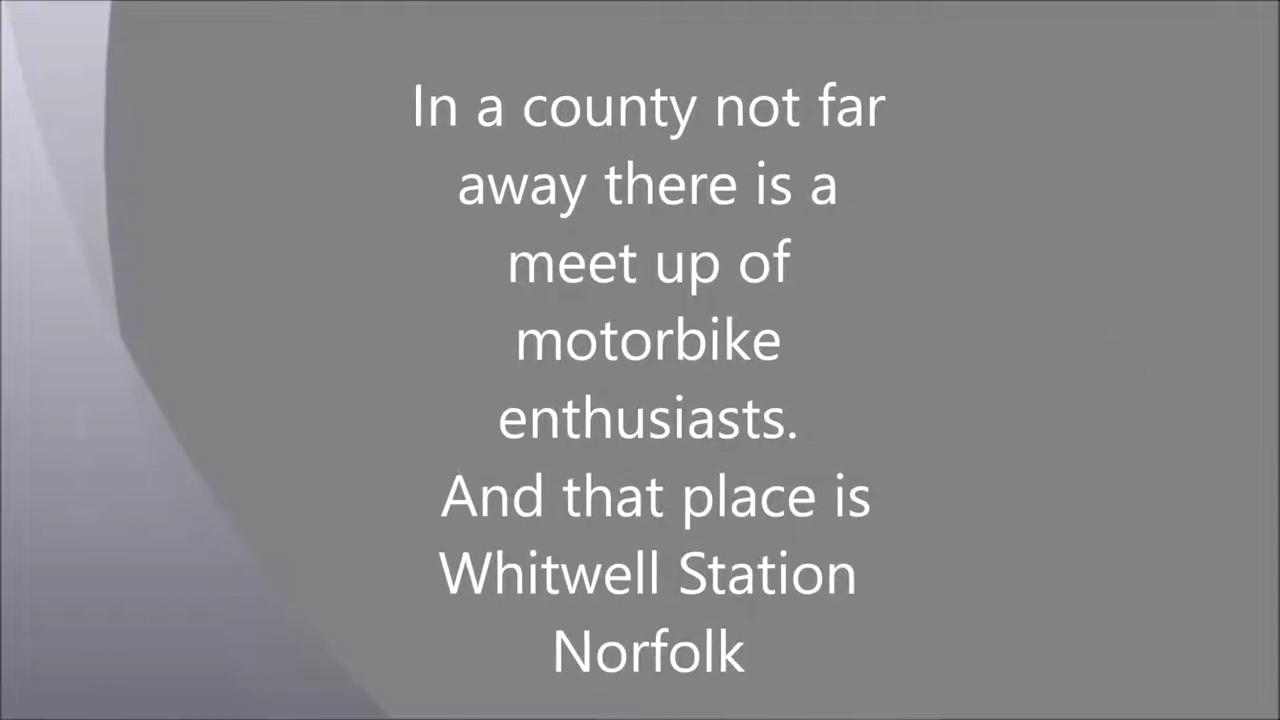 In a county not far
away there is a
meet up of
motorbike
enthusiasts.
And that place is
Whitwell Station
Norfolk